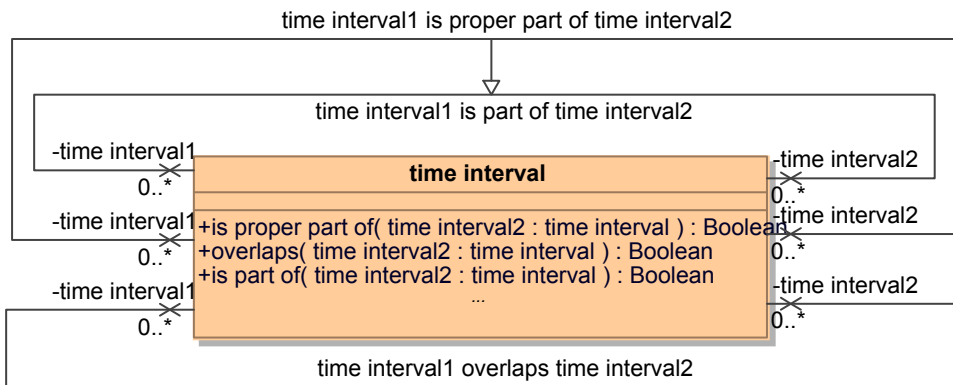 time interval1 is proper part of time interval2
time interval1 is part of time interval2
-time interval1
0..*
-time interval2
0..*
time interval
-time interval1
0..*
-time interval2
0..*
+is proper part of( time interval2 : time interval ) : Boolean
+overlaps( time interval2 : time interval ) : Boolean
+is part of( time interval2 : time interval ) : Boolean
...
-time interval1
0..*
-time interval2
0..*
time interval1 overlaps time interval2